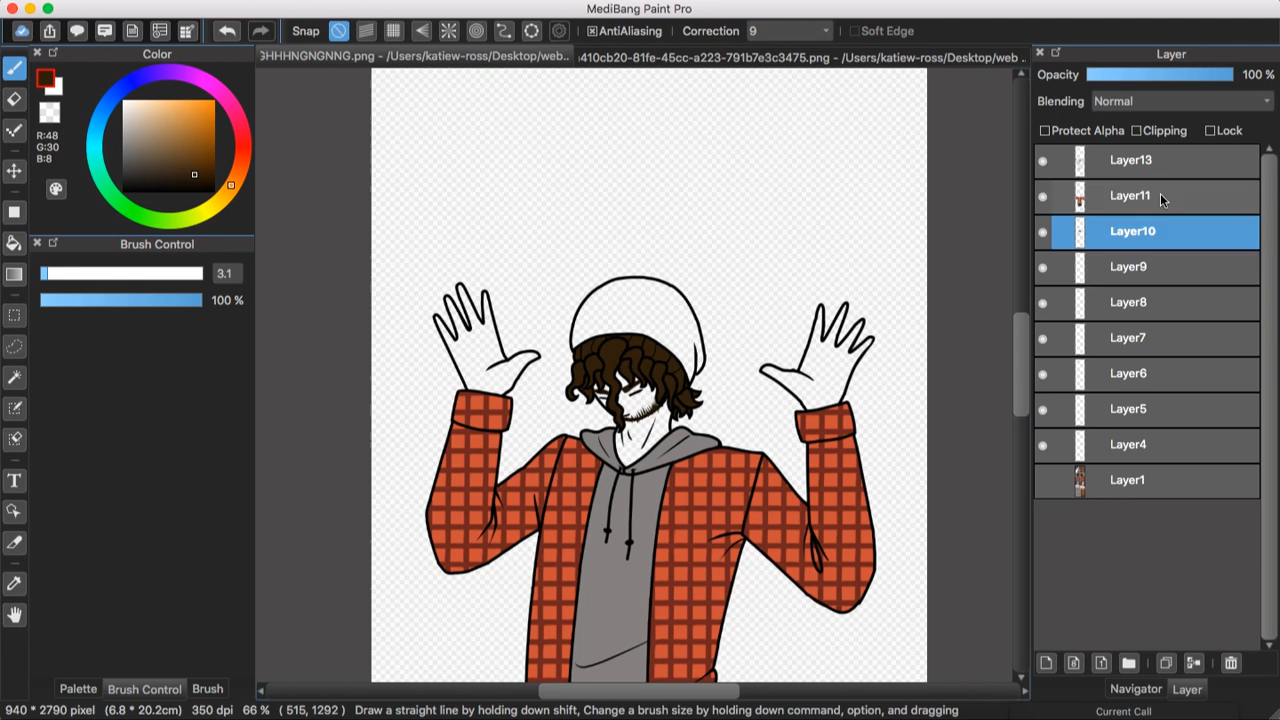 MediBang Paint Pro
Snap AntiAliasing Correction 9 Soft Edge
Color
GHHHNGNGNNG.png - /Users/katiew-ross/Desktop/web..
410cb20-81fe-45cc-a223-791b7e3c3475.png - /Users/katiew-ross/Desktop/web ..
Layer
Opacity 100 %
Blending Normal
Protect Alpha Clipping Lock
R:48
G:30
B:8
Brush Control
3.1
100 %
Layer13
Layer11
Layer10
Layer9
Layer8
Layer7
Layer6
Layer5
Layer4
Layer1
T
Palette Brush Control Brush
Navigator Layer
940 * 2790 pixel (6.8 * 20.2cm) 350 dpi 66 % ( 515, 1292 ) Draw a straight line by holding down shift, Change a brush size by holding down command, option, and dragging
Current Call